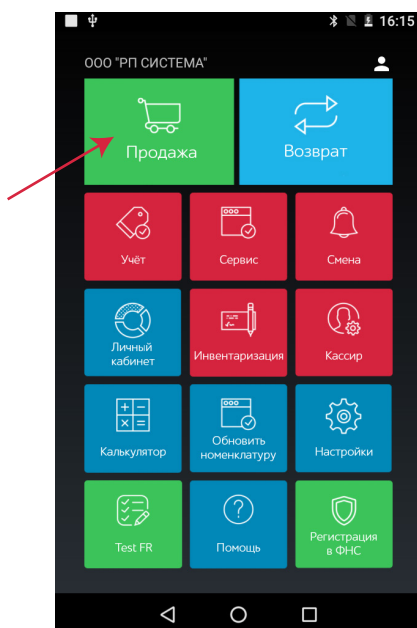 16:15
ООО "РП СИСТЕМА"
Продажа
Возврат
Учёт
Сервис
Смена
Личный
кабинет
Инвентаризация
Кассир
Калькулятор
Обновить
номенклатуру
Настройки
Test FR
Помощь
Регистрация
в ФНС